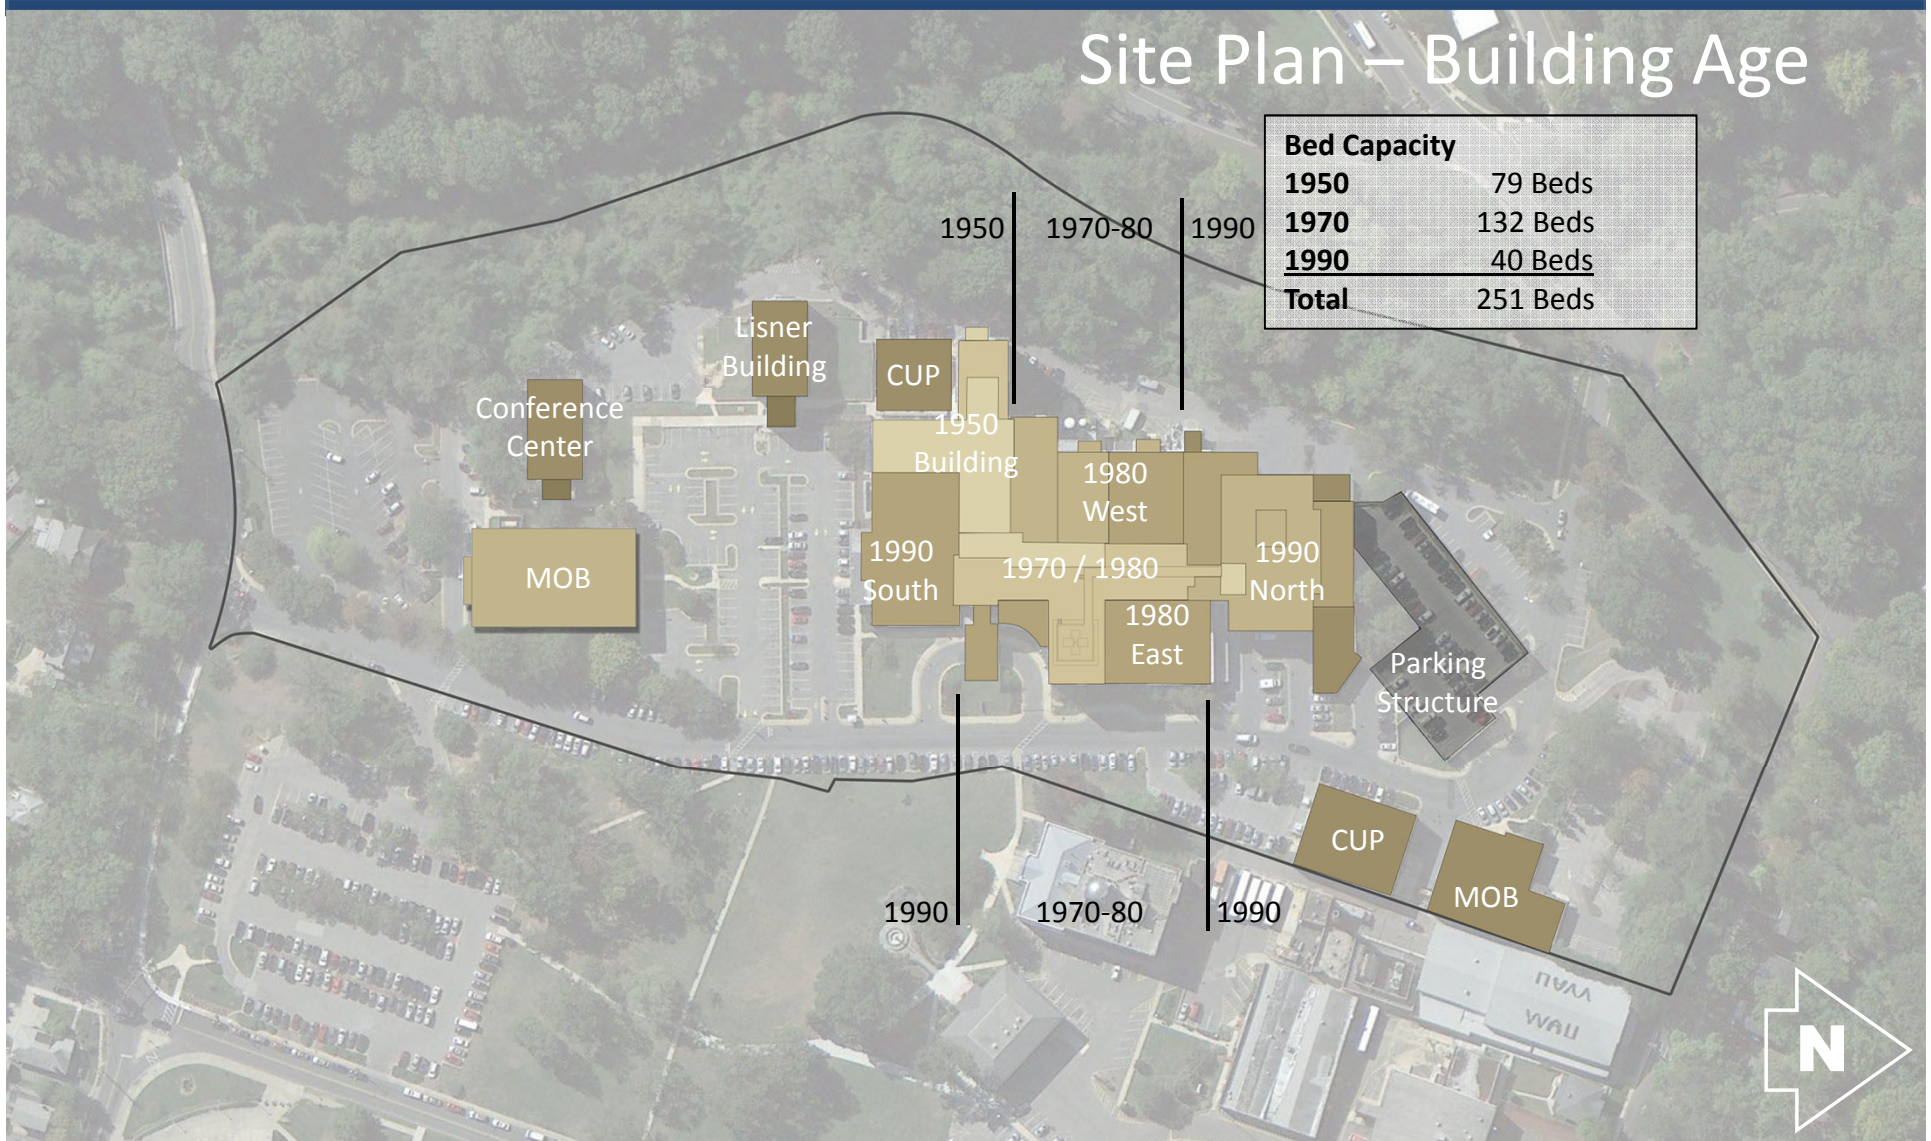 Site Plan – Building Age
Bed Capacity
1950 79 Beds
1970 132 Beds
1990 40 Beds
Total 251 Beds
1950
1970-80
1990
Lisner
Building
CUP
Conference
Center
1950
Building
1980
West
MOB
1990
South
1970 / 1980
1990
North
1980
East
Parking
Structure
CUP
MOB
1990
1970-80
1990
N